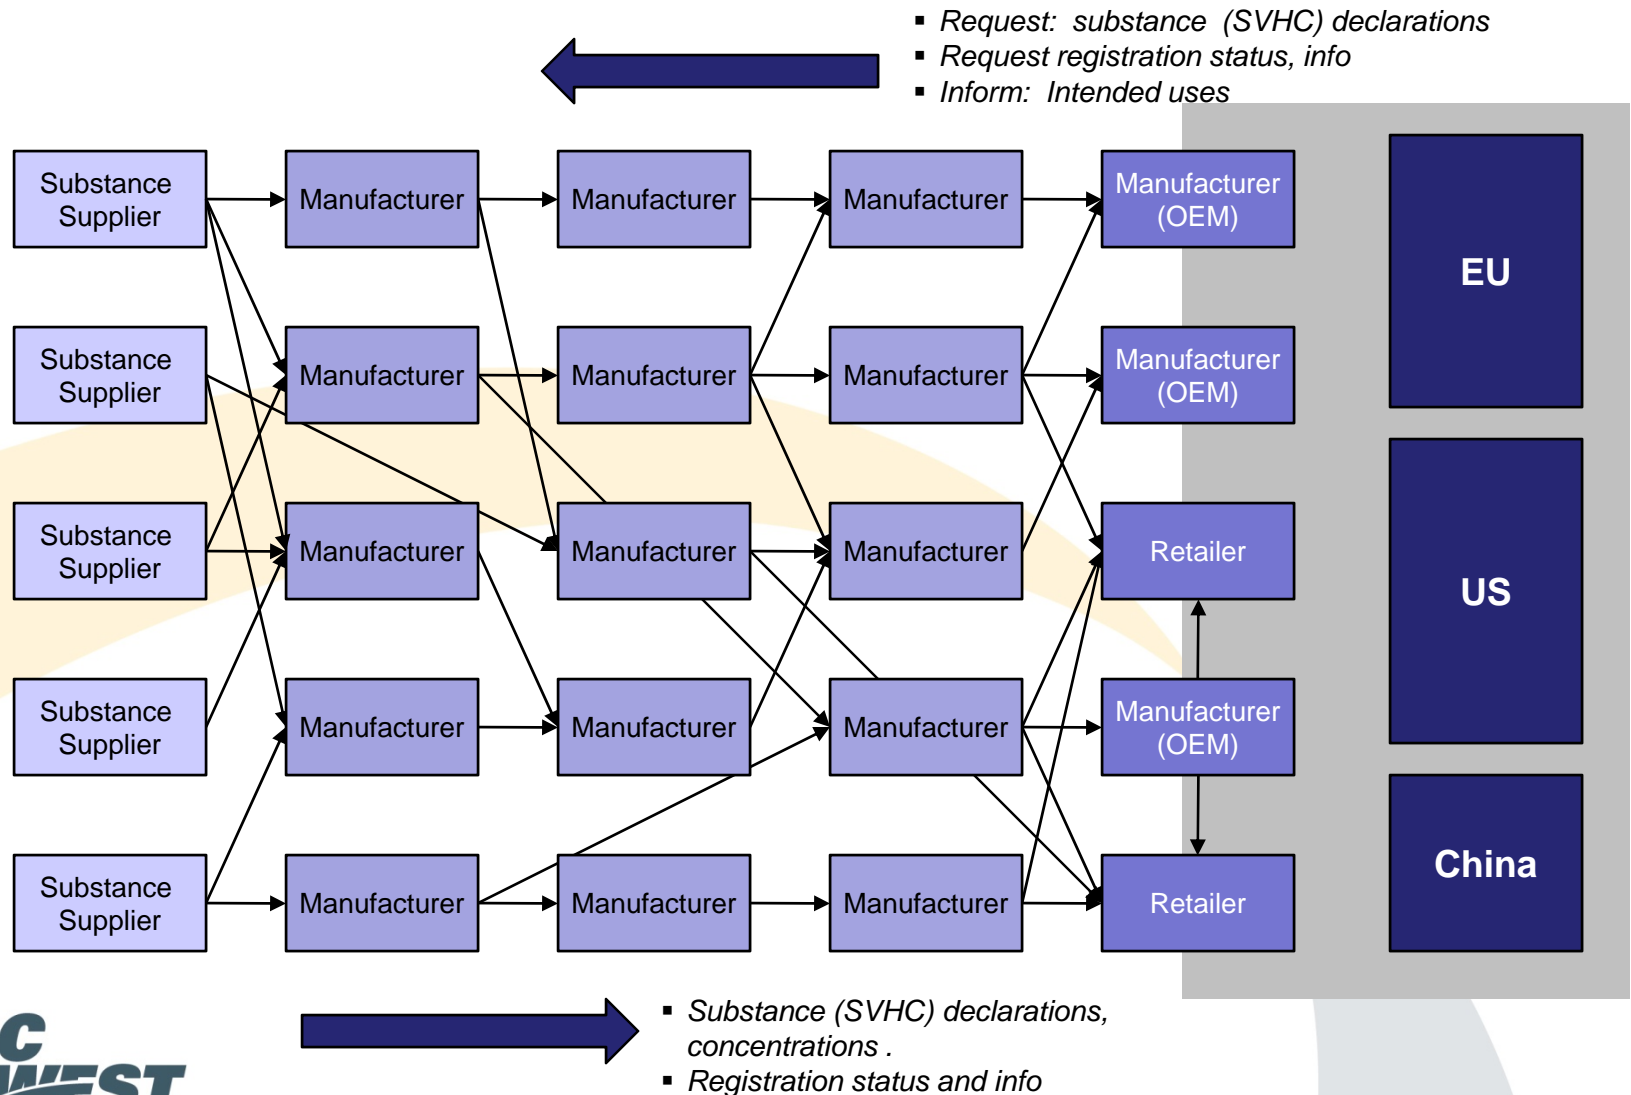 ▪ Request: substance (SVHC) declarations
▪ Request registration status, info
▪ Inform: Intended uses
Substance
Supplier
Manufacturer
Manufacturer
Manufacturer
Manufacturer
(OEM)
EU
Substance
Supplier
Manufacturer
Manufacturer
Manufacturer
Manufacturer
(OEM)
Substance
Supplier
Manufacturer
Manufacturer
Manufacturer
Retailer
US
Substance
Supplier
Manufacturer
Manufacturer
Manufacturer
Manufacturer
(OEM)
Substance
Supplier
Manufacturer
Manufacturer
Manufacturer
Retailer
China
▪ Substance (SVHC) declarations,
concentrations .
▪ Registration status and info
C
WEST